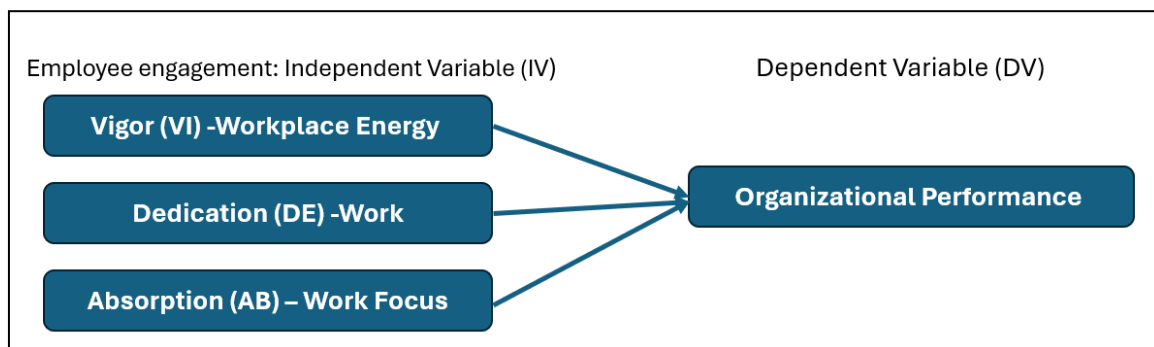 Employee engagement: Independent Variable (IV)
Dependent Variable (DV)
Vigor (VI) -Workplace Energy
Dedication (DE) -Work
Absorption (AB) – Work Focus
Organizational Performance